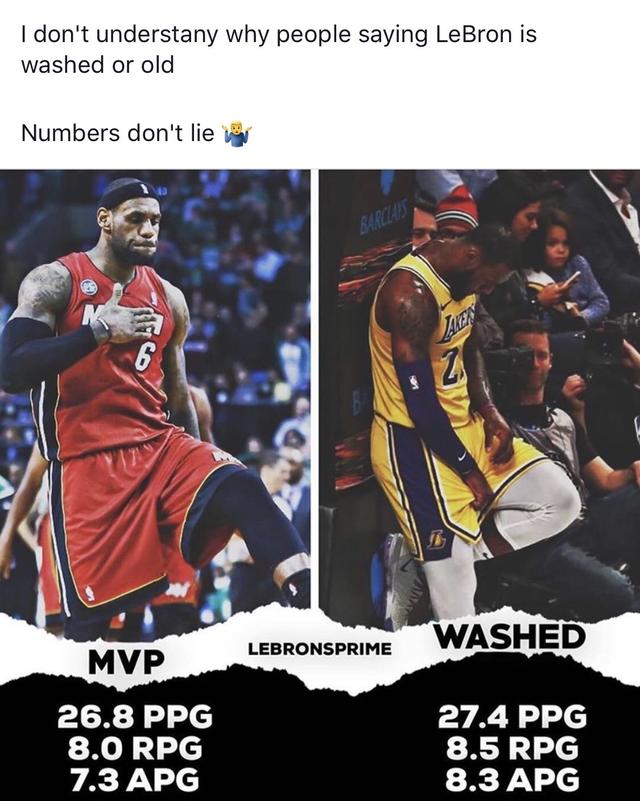 I don't understany why people saying LeBron is
washed or old
Numbers don't lie 🤷‍♂️
BARCLAYS
B
M
6
LAKERS
2
MVP
LEBRONSPRIME
WASHED
26.8 PPG
8.0 RPG
7.3 APG
27.4 PPG
8.5 RPG
8.3 APG